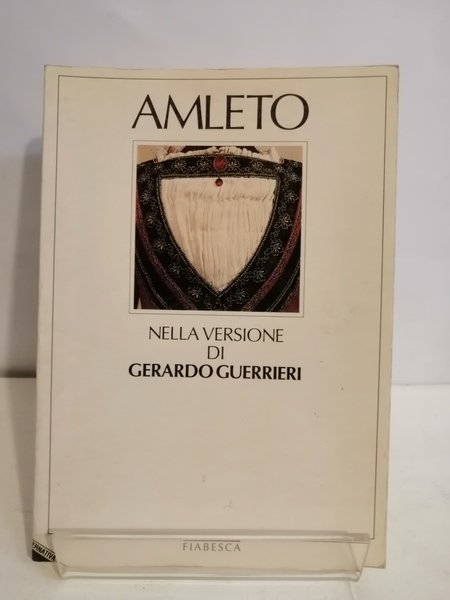 AMLETO
NELLA VERSIONE
DI
GERARDO GUERRIERI
FIABESCA